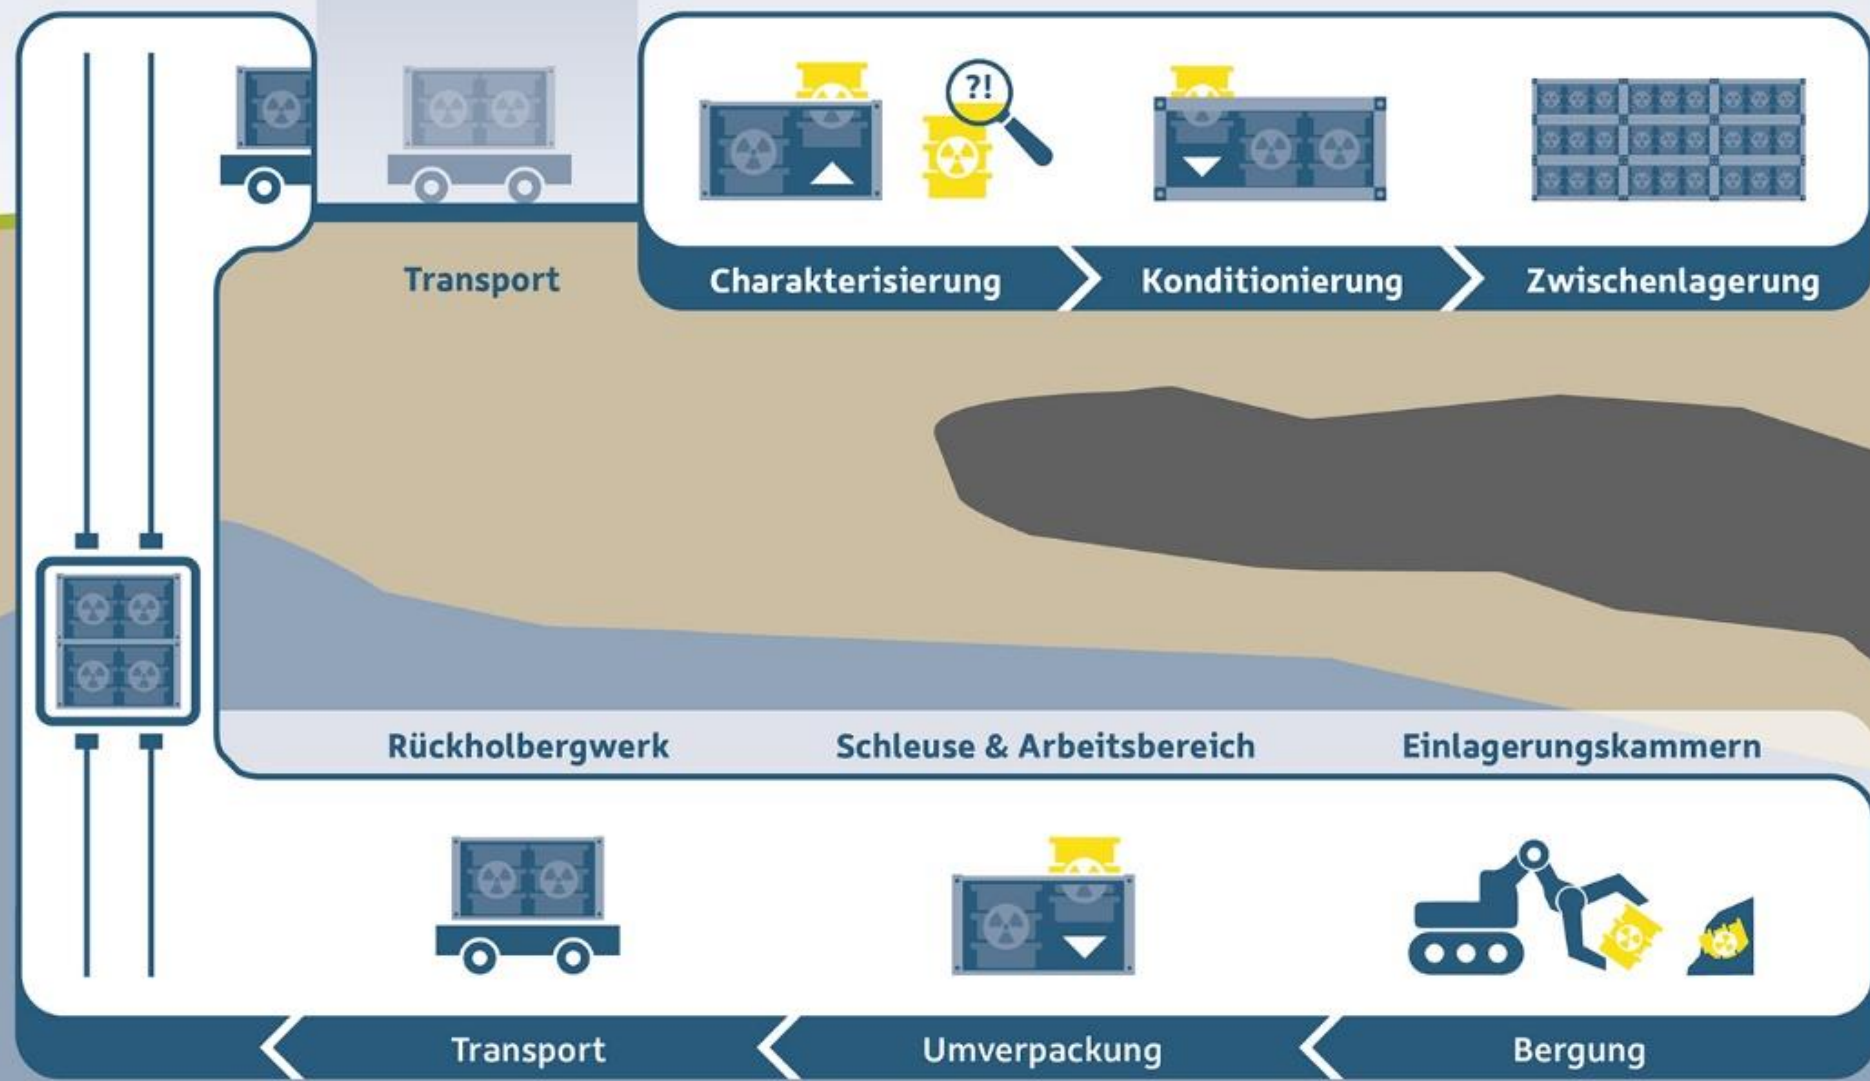 ?!
Transport
Charakterisierung
Konditionierung
Zwischenlagerung
Rückholbergwerk
Schleuse & Arbeitsbereich
Einlagerungskammern
Transport
Umverpackung
Bergung